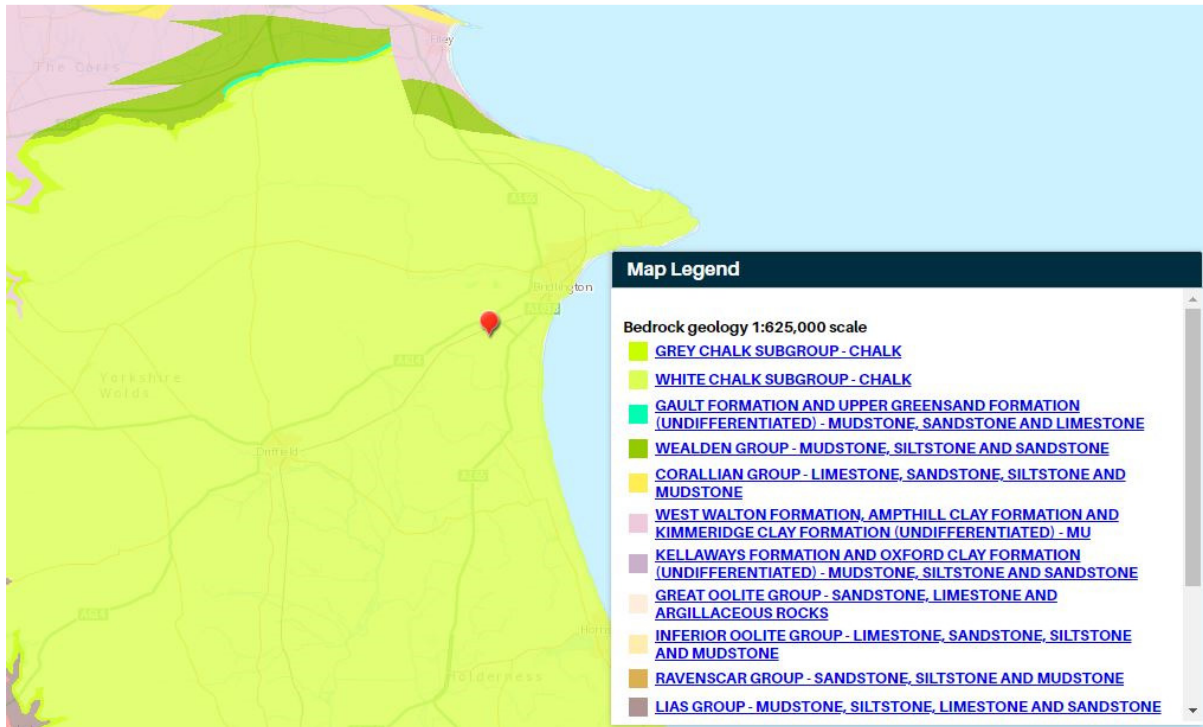 Filey
The Carrs
A165
Bridlington
A614
Yorkshire
Wolds
Driffield
A165
Holderness
Map Legend
Bedrock geology 1:625,000 scale
GREY CHALK SUBGROUP - CHALK
WHITE CHALK SUBGROUP - CHALK
GAULT FORMATION AND UPPER GREENSAND FORMATION
(UNDIFFERENTIATED) - MUDSTONE, SANDSTONE AND LIMESTONE
WEALDEN GROUP - MUDSTONE, SILTSTONE AND SANDSTONE
CORALLIAN GROUP - LIMESTONE, SANDSTONE, SILTSTONE AND
MUDSTONE
WEST WALTON FORMATION, AMPTHILL CLAY FORMATION AND
KIMMERIDGE CLAY FORMATION (UNDIFFERENTIATED) - MU
KELLAWAYS FORMATION AND OXFORD CLAY FORMATION
(UNDIFFERENTIATED) - MUDSTONE, SILTSTONE AND SANDSTONE
GREAT OOLITE GROUP - SANDSTONE, LIMESTONE AND
ARGILLACEOUS ROCKS
INFERIOR OOLITE GROUP - LIMESTONE, SANDSTONE, SILTSTONE
AND MUDSTONE
RAVENSCAR GROUP - SANDSTONE, SILTSTONE AND MUDSTONE
LIAS GROUP - MUDSTONE, SILTSTONE, LIMESTONE AND SANDSTONE